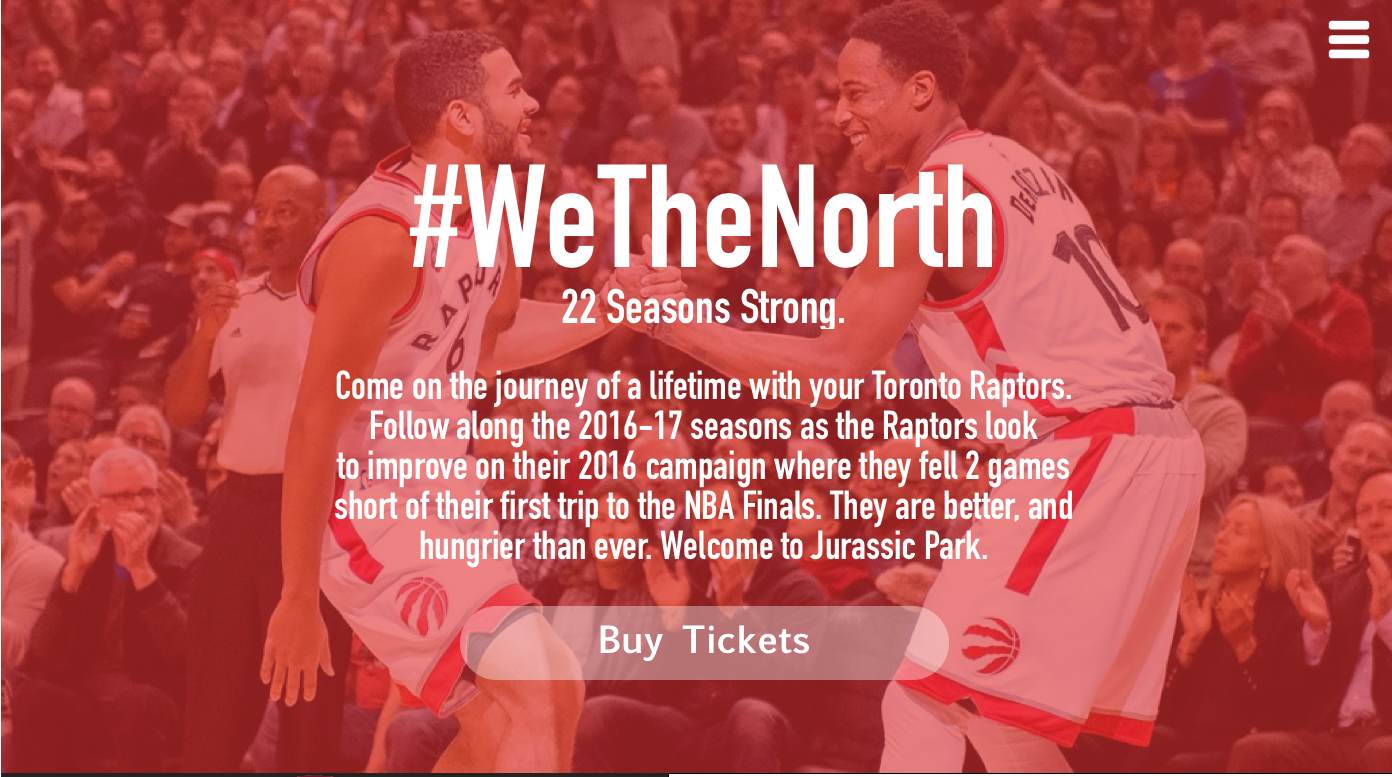 #WeTheNorth
22 Seasons Strong.
Come on the journey of a lifetime with your Toronto Raptors.
Follow along the 2016-17 seasons as the Raptors look
to improve on their 2016 campaign where they fell 2 games
short of their first trip to the NBA Finals. They are better, and
hungrier than ever. Welcome to Jurassic Park.
Buy Tickets
DEROZAN
10
RAPTOR